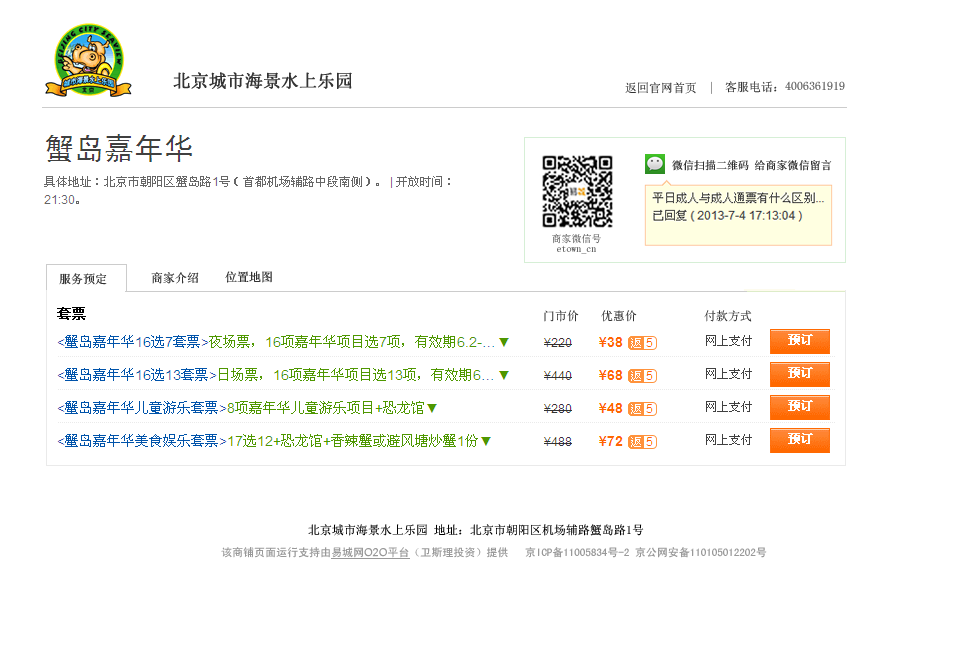 BEIJING CITY SEAVIEW
城市海景水上乐园
北京
北京城市海景水上乐园
返回官网首页 | 客服电话：4006361919
蟹岛嘉年华
具体地址：北京市朝阳区蟹岛路1号（首都机场辅路中段南侧）。 | 开放时间：
21:30。
微信扫描二维码 给商家微信留言
平日成人与成人通票有什么区别...
已回复 ( 2013-7-4 17:13:04 )
商家微信号
etown_cn
服务预定 商家介绍 位置地图
套票 门市价 优惠价 付款方式
<蟹岛嘉年华16选7套票>夜场票，16项嘉年华项目选7项，有效期6.2-...▼ ¥220 ¥38 返 5 网上支付 预订
<蟹岛嘉年华16选13套票>日场票，16项嘉年华项目选13项，有效期6...▼ ¥440 ¥68 返 5 网上支付 预订
<蟹岛嘉年华儿童游乐套票>8项嘉年华儿童游乐项目+恐龙馆▼ ¥280 ¥48 返 5 网上支付 预订
<蟹岛嘉年华美食娱乐套票>17选12+恐龙馆+香辣蟹或避风塘炒蟹1份▼ ¥488 ¥72 返 5 网上支付 预订
北京城市海景水上乐园 地址：北京市朝阳区机场辅路蟹岛路1号
该商铺页面运行支持由易城网O2O平台（卫斯理投资）提供 京ICP备11005834号-2 京公网安备110105012202号